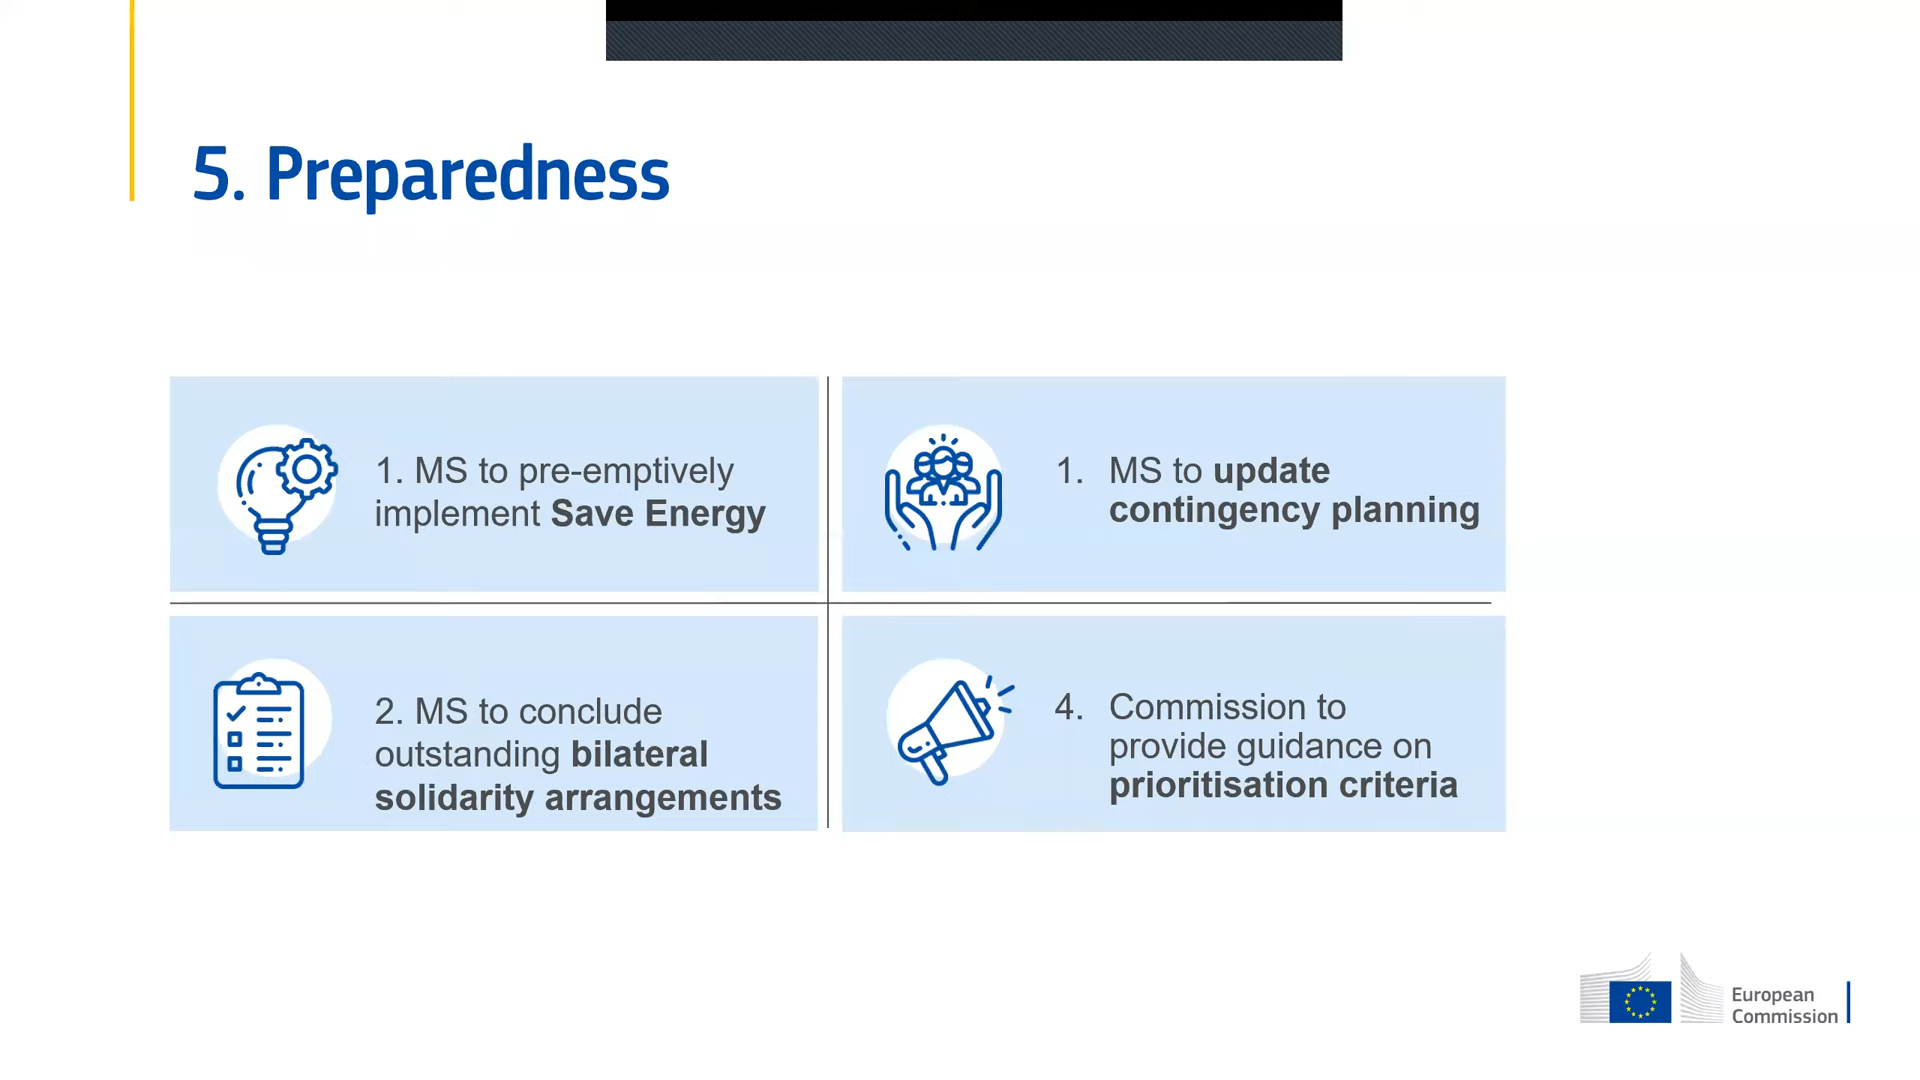 5. Preparedness
1. MS to pre-emptively
implement Save Energy
1. MS to update
contingency planning
2. MS to conclude
outstanding bilateral
solidarity arrangements
4. Commission to
provide guidance on
prioritisation criteria
European
Commission